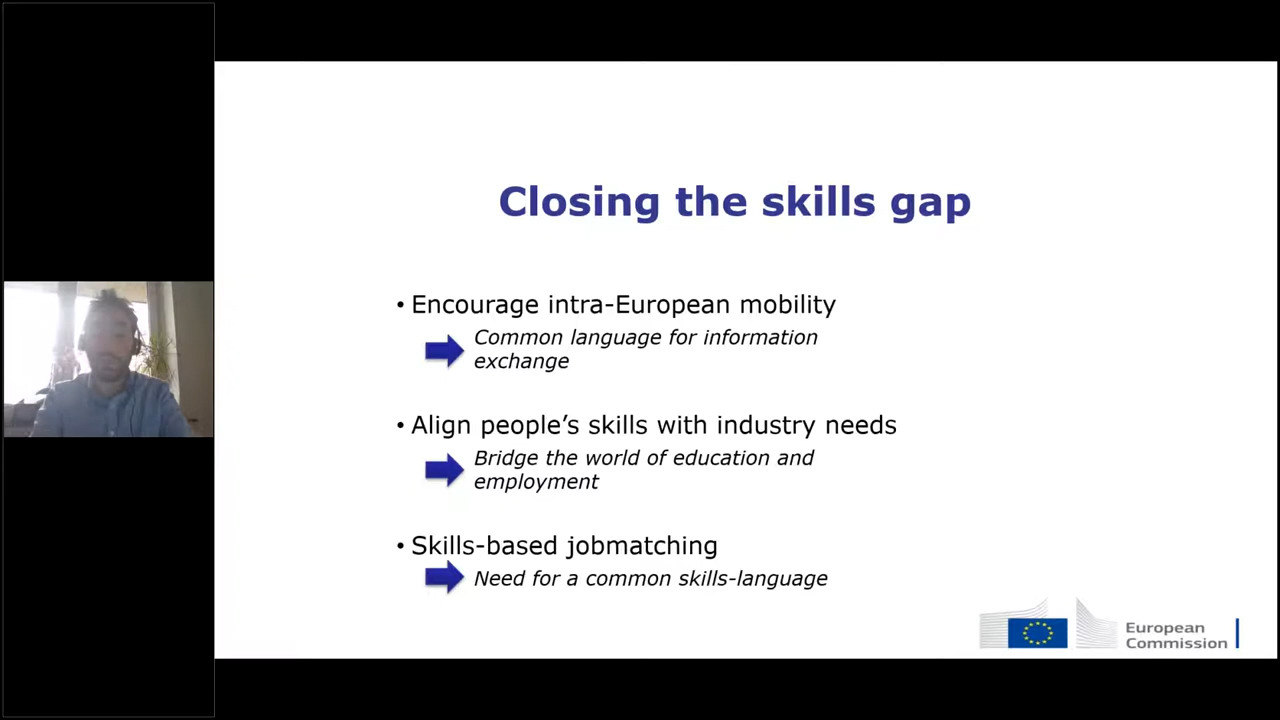 Closing the skills gap
• Encourage intra-European mobility
Common language for information
exchange
• Align people’s skills with industry needs
Bridge the world of education and
employment
• Skills-based jobmatching
Need for a common skills-language
European
Commission